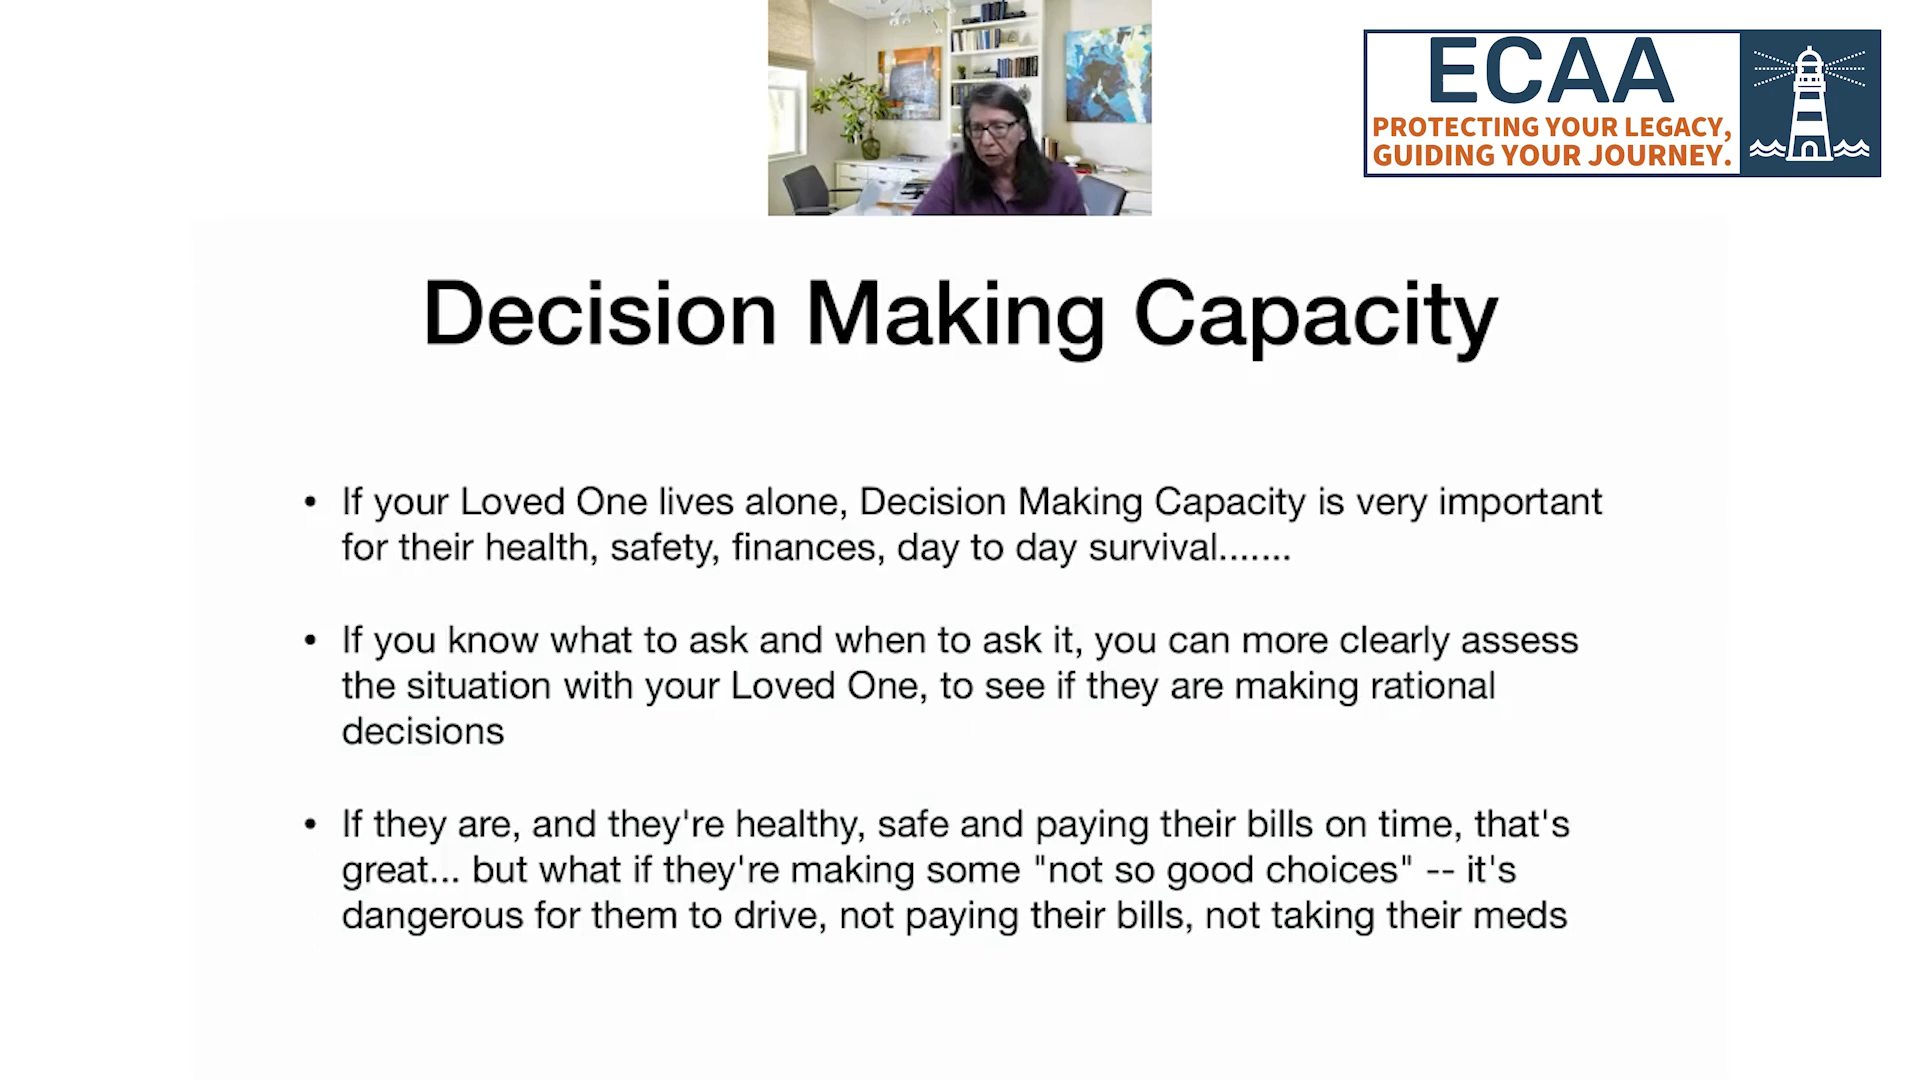 ECAA
PROTECTING YOUR LEGACY,
GUIDING YOUR JOURNEY.
Decision Making Capacity
• If your Loved One lives alone, Decision Making Capacity is very important
for their health, safety, finances, day to day survival.......
• If you know what to ask and when to ask it, you can more clearly assess
the situation with your Loved One, to see if they are making rational
decisions
• If they are, and they're healthy, safe and paying their bills on time, that's
great... but what if they're making some "not so good choices" -- it's
dangerous for them to drive, not paying their bills, not taking their meds